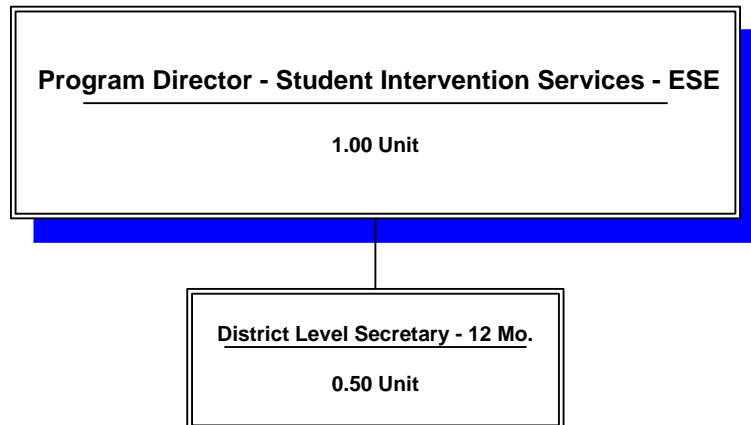 Program Director - Student Intervention Services - ESE
1.00 Unit
District Level Secretary - 12 Mo.
0.50 Unit